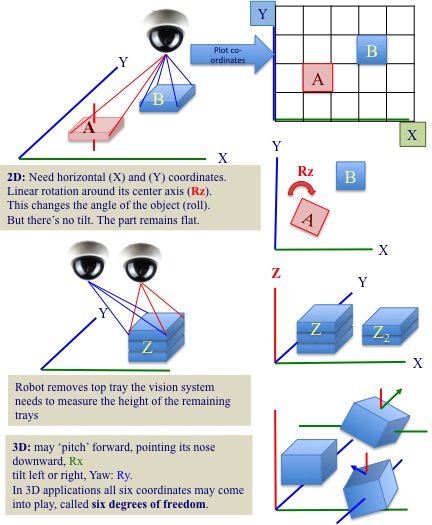 Y
Plot co-
ordinates
Y
B
B
A
A
X
X
2D: Need horizontal (X) and (Y) coordinates.
Linear rotation around its center axis (Rz).
This changes the angle of the object (roll).
But there's no tilt. The part remains flat.
Y
Rz
B
A
X
Y
Z
Z
Y
Z
Z2
X
Robot removes top tray the vision system
needs to measure the height of the remaining
trays
3D: may 'pitch' forward, pointing its nose
downward, Rx
tilt left or right, Yaw: Ry.
In 3D applications all six coordinates may come
into play, called six degrees of freedom.